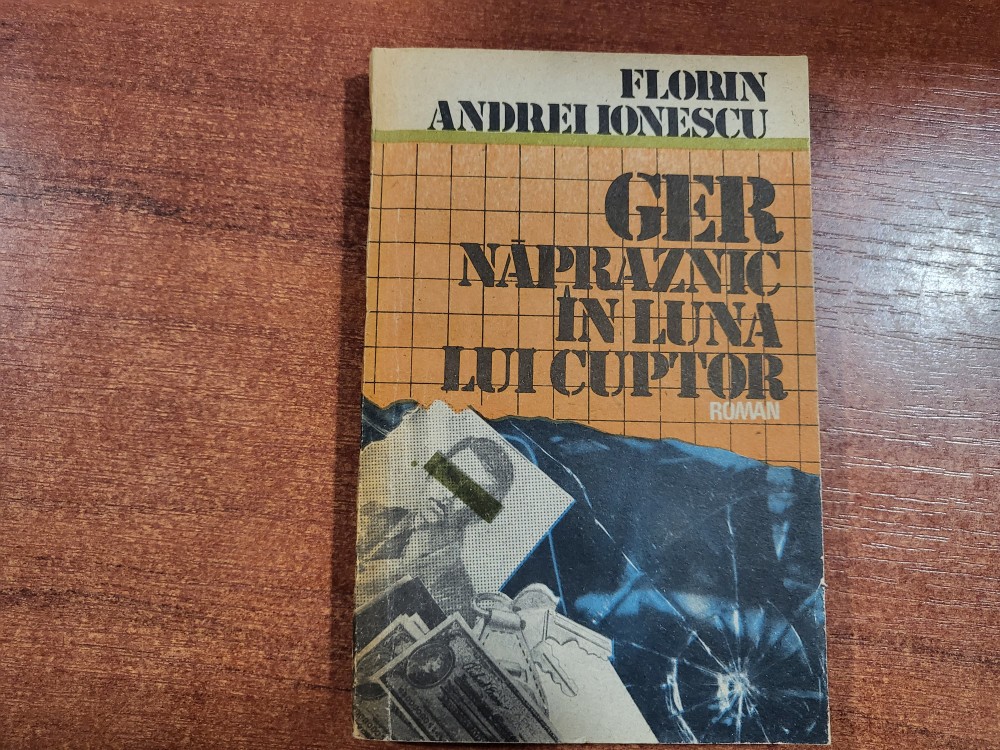 FLORIN
ANDREI IONESCU
GER
NĂPRAZNIC
ÎN LUNA
LUI CUPTOR
ROMAN